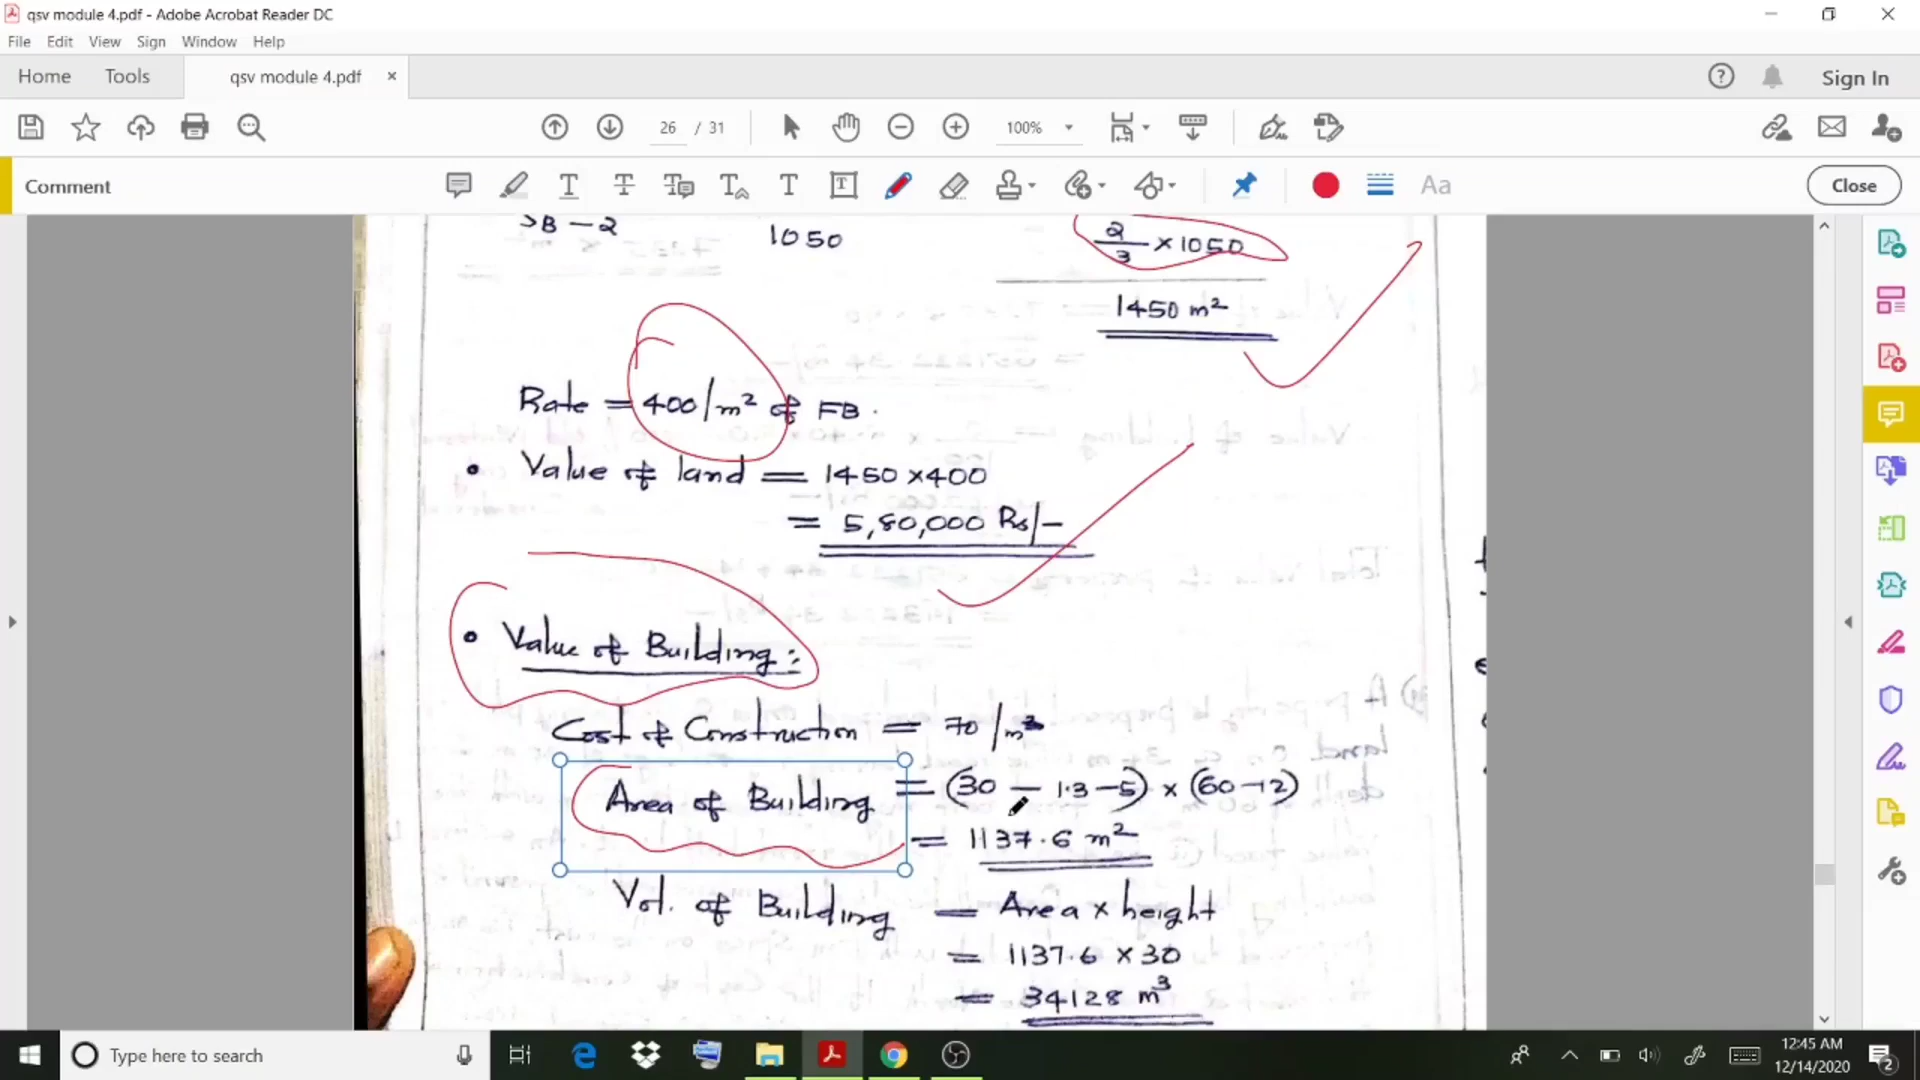 qsv module 4.pdf - Adobe Acrobat Reader DC
File Edit View Sign Window Help
Home Tools qsv module 4.pdf × Sign In
26 / 31 100%
Comment Aa Close
SB - 2 1050 2/3 × 1050
1450 m²
Rate = 400/m² of FB.
• Value of land = 1450 ×400
= 5,80,000 Rs/-
• Value of Building :
Cost of Construction = 70/m³
Area of Building = (30 - 1.3 - 5) × (60-12)
= 1137.6 m²
Vol. of Building = Area × height
= 1137.6 × 30
= 34128 m³
Type here to search
12:45 AM
12/14/2020
2